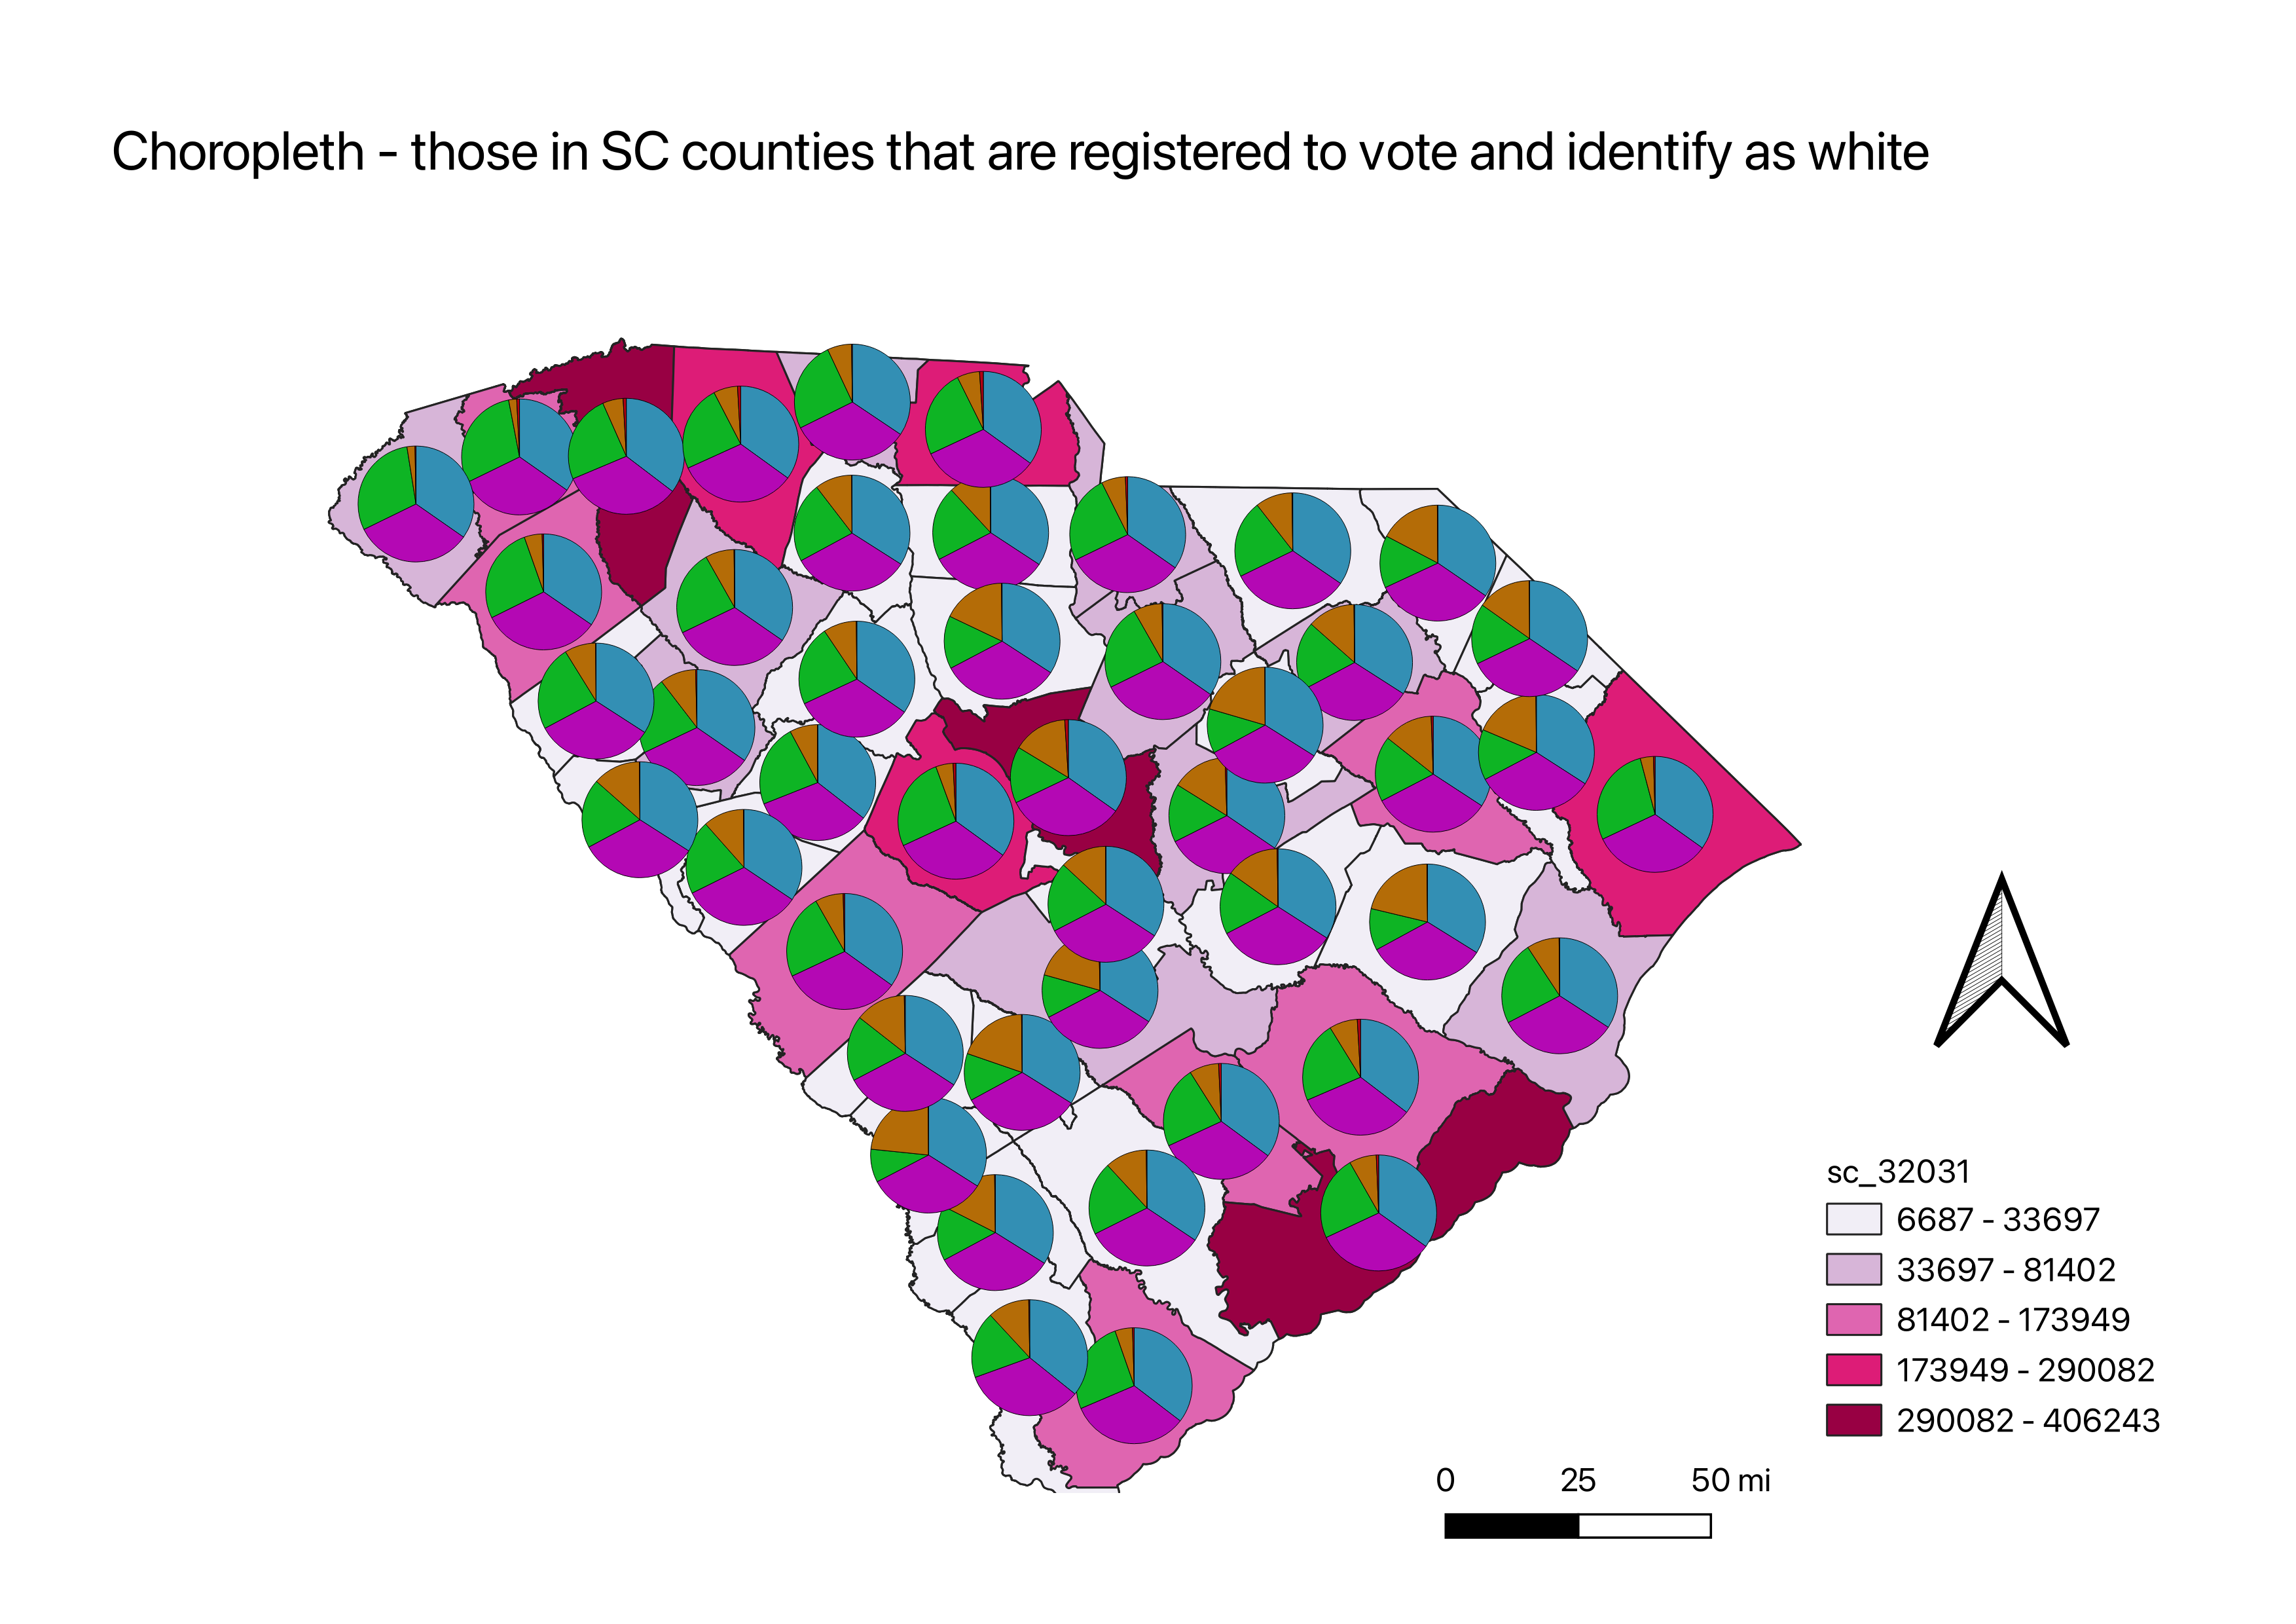 Choropleth - those in SC counties that are registered to vote and identify as white
sc_32031
6687 - 33697
33697 - 81402
81402 - 173949
173949 - 290082
290082 - 406243
0 25 50 mi